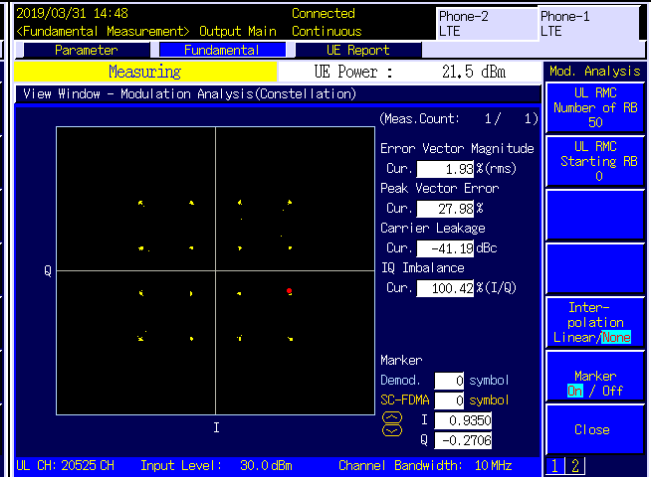 2019/03/31 14:48 Connected Phone-2 Phone-1
<Fundamental Measurement> Output Main Continuous LTE LTE
Parameter Fundamental UE Report
Measuring UE Power : 21.5 dBm Mod. Analysis
View Window - Modulation Analysis(Constellation)
(Meas.Count: 1/ 1)
UL RMC
Number of RB
50
Error Vector Magnitude
Cur. 1.93 %(rms)
UL RMC
Starting RB
0
Peak Vector Error
Cur. 27.98 %
Carrier Leakage
Cur. -41.19 dBc
Q
IQ Imbalance
Cur. 100.42 %(I/Q)
Inter-
polation
Linear/None
Marker
Demod. 0 symbol
SC-FDMA 0 symbol
I 0.9350
Q -0.2706
Marker
On / Off
I
Close
UL CH: 20525 CH Input Level: 30.0 dBm Channel Bandwidth: 10 MHz
1 2